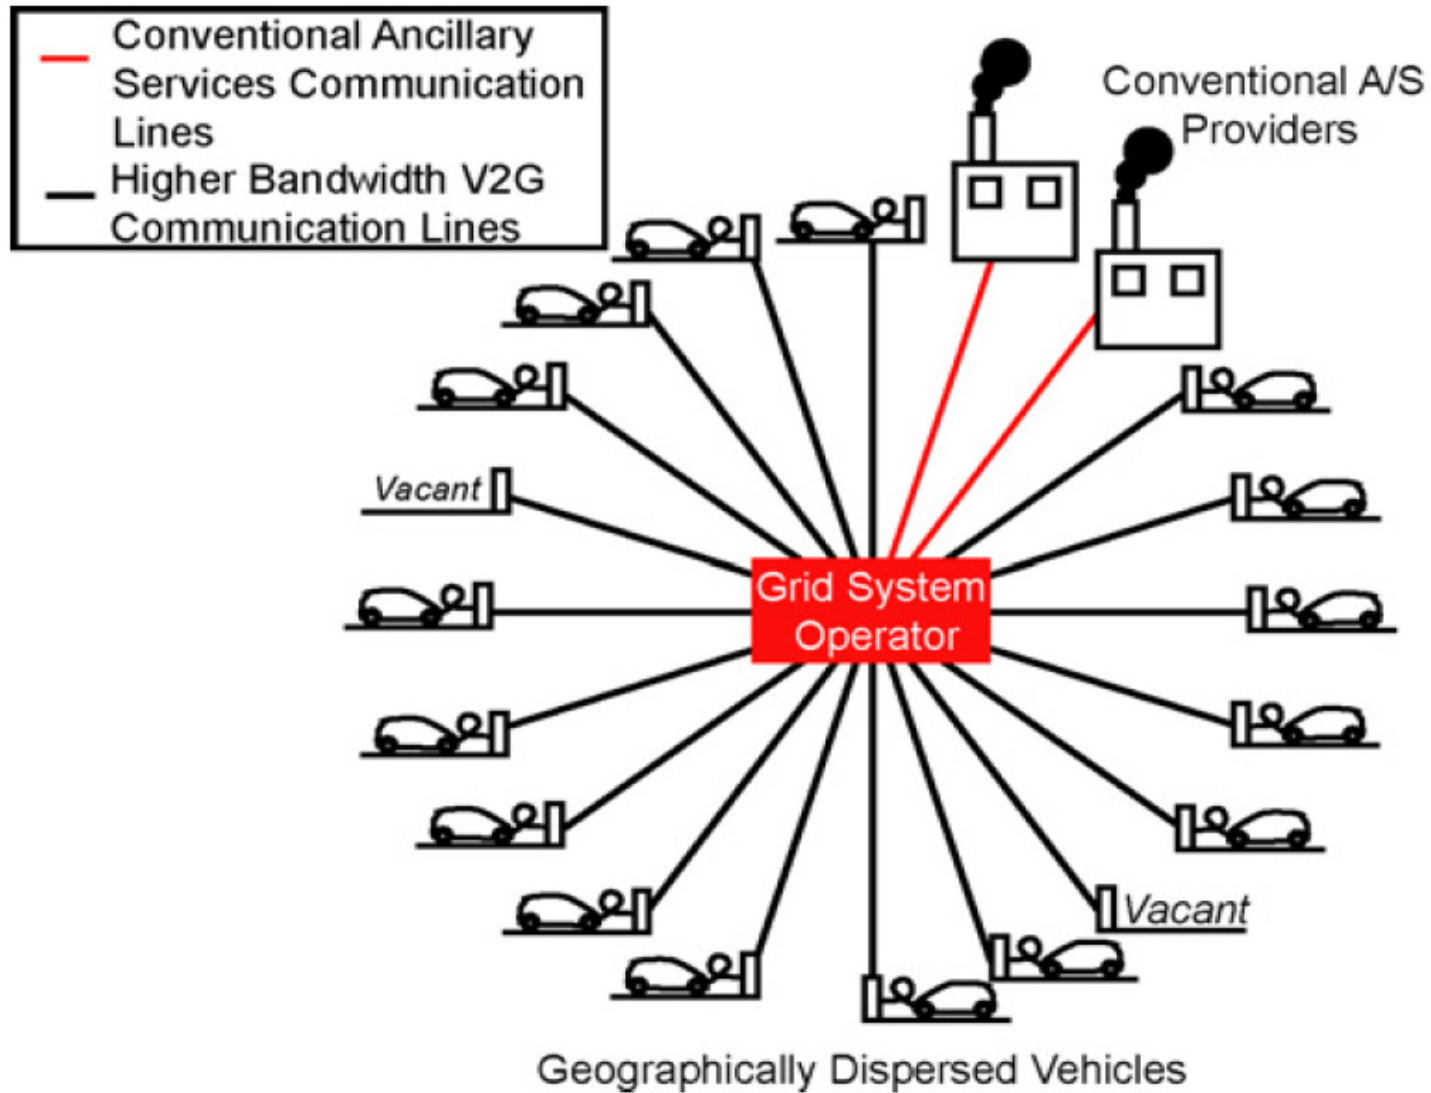 Conventional Ancillary
Services Communication
Lines
Higher Bandwidth V2G
Communication Lines
Conventional A/S
Providers
Vacant
Grid System
Operator
Vacant
Geographically Dispersed Vehicles